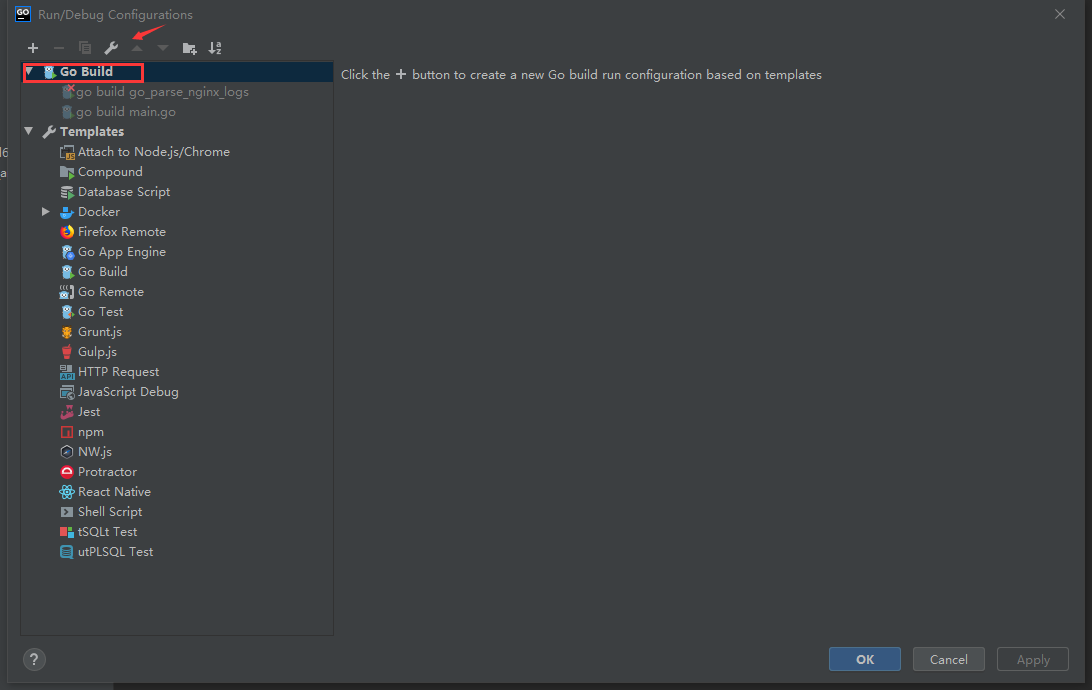 GO
Run/Debug Configurations
Go Build
go build go_parse_nginx_logs
go build main.go
Click the + button to create a new Go build run configuration based on templates
Templates
Attach to Node.js/Chrome
Compound
Database Script
Docker
Firefox Remote
Go App Engine
Go Build
Go Remote
Go Test
Grunt.js
Gulp.js
HTTP Request
JavaScript Debug
Jest
npm
NW.js
Protractor
React Native
Shell Script
tSQLt Test
utPLSQL Test
?
OK
Cancel
Apply